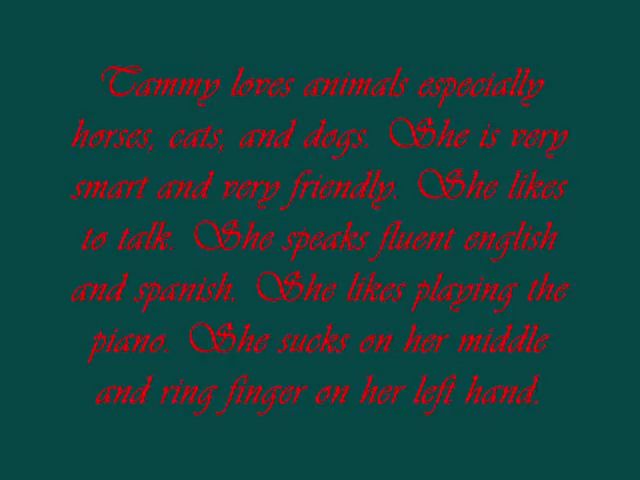 Tammy loves animals especially
horses, cats, and dogs. She is very
smart and very friendly. She likes
to talk. She speaks fluent english
and spanish. She likes playing the
piano. She sucks on her middle
and ring finger on her left hand.